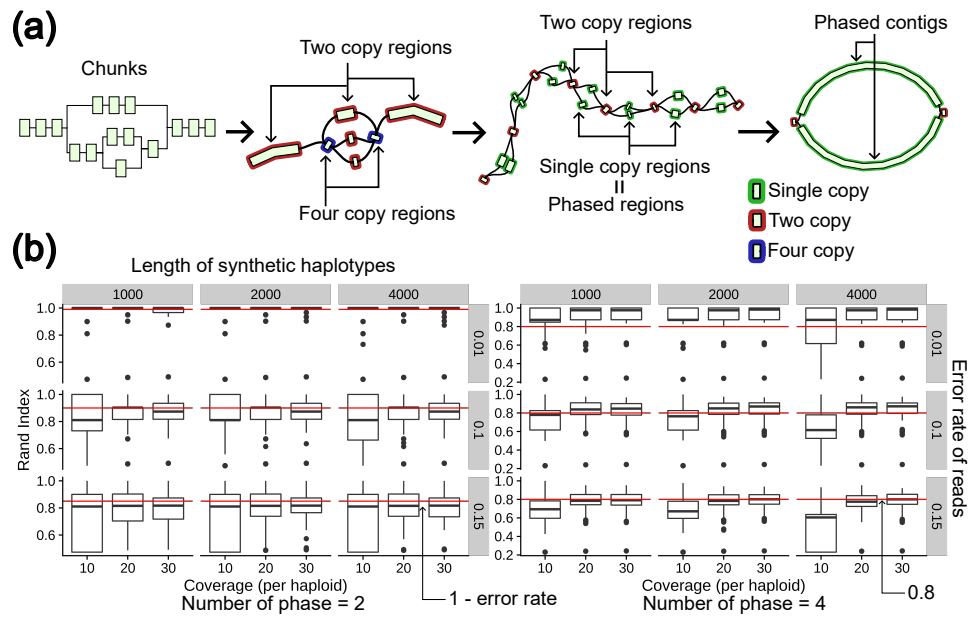 (a)
Chunks
Two copy regions
Four copy regions
Two copy regions
Single copy regions
=
Phased regions
Phased contigs
Single copy
Two copy
Four copy
(b)
Length of synthetic haplotypes
1000 2000 4000
1000 2000 4000
Rand Index
1.0
0.8
0.6
0.01
1.0
0.8
0.6
0.1
1.0
0.8
0.6
0.15
10 20 30 10 20 30 10 20 30
Coverage (per haploid)
Number of phase = 2
1 - error rate
1.0
0.8
0.6
0.4
0.2
0.01
1.0
0.8
0.6
0.4
0.2
0.1
1.0
0.8
0.6
0.4
0.2
0.15
Error rate of reads
10 20 30 10 20 30 10 20 30
Coverage (per haploid)
Number of phase = 4
0.8